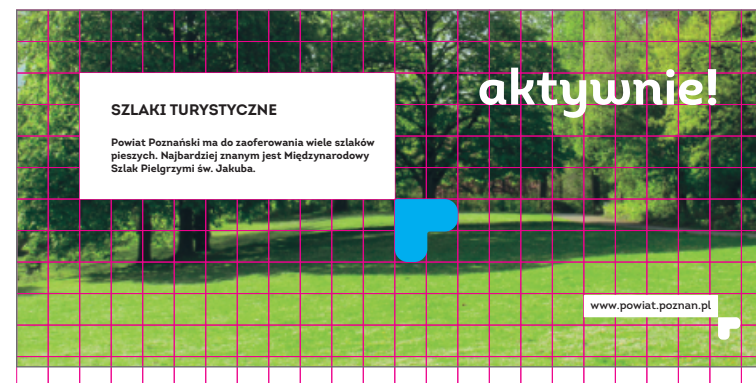 SZLAKI TURYSTYCZNE
Powiat Poznański ma do zaoferowania wiele szlaków
pieszych. Najbardziej znanym jest Międzynarodowy
Szlak Pielgrzymi św. Jakuba.
aktywnie!
www.powiat.poznan.pl